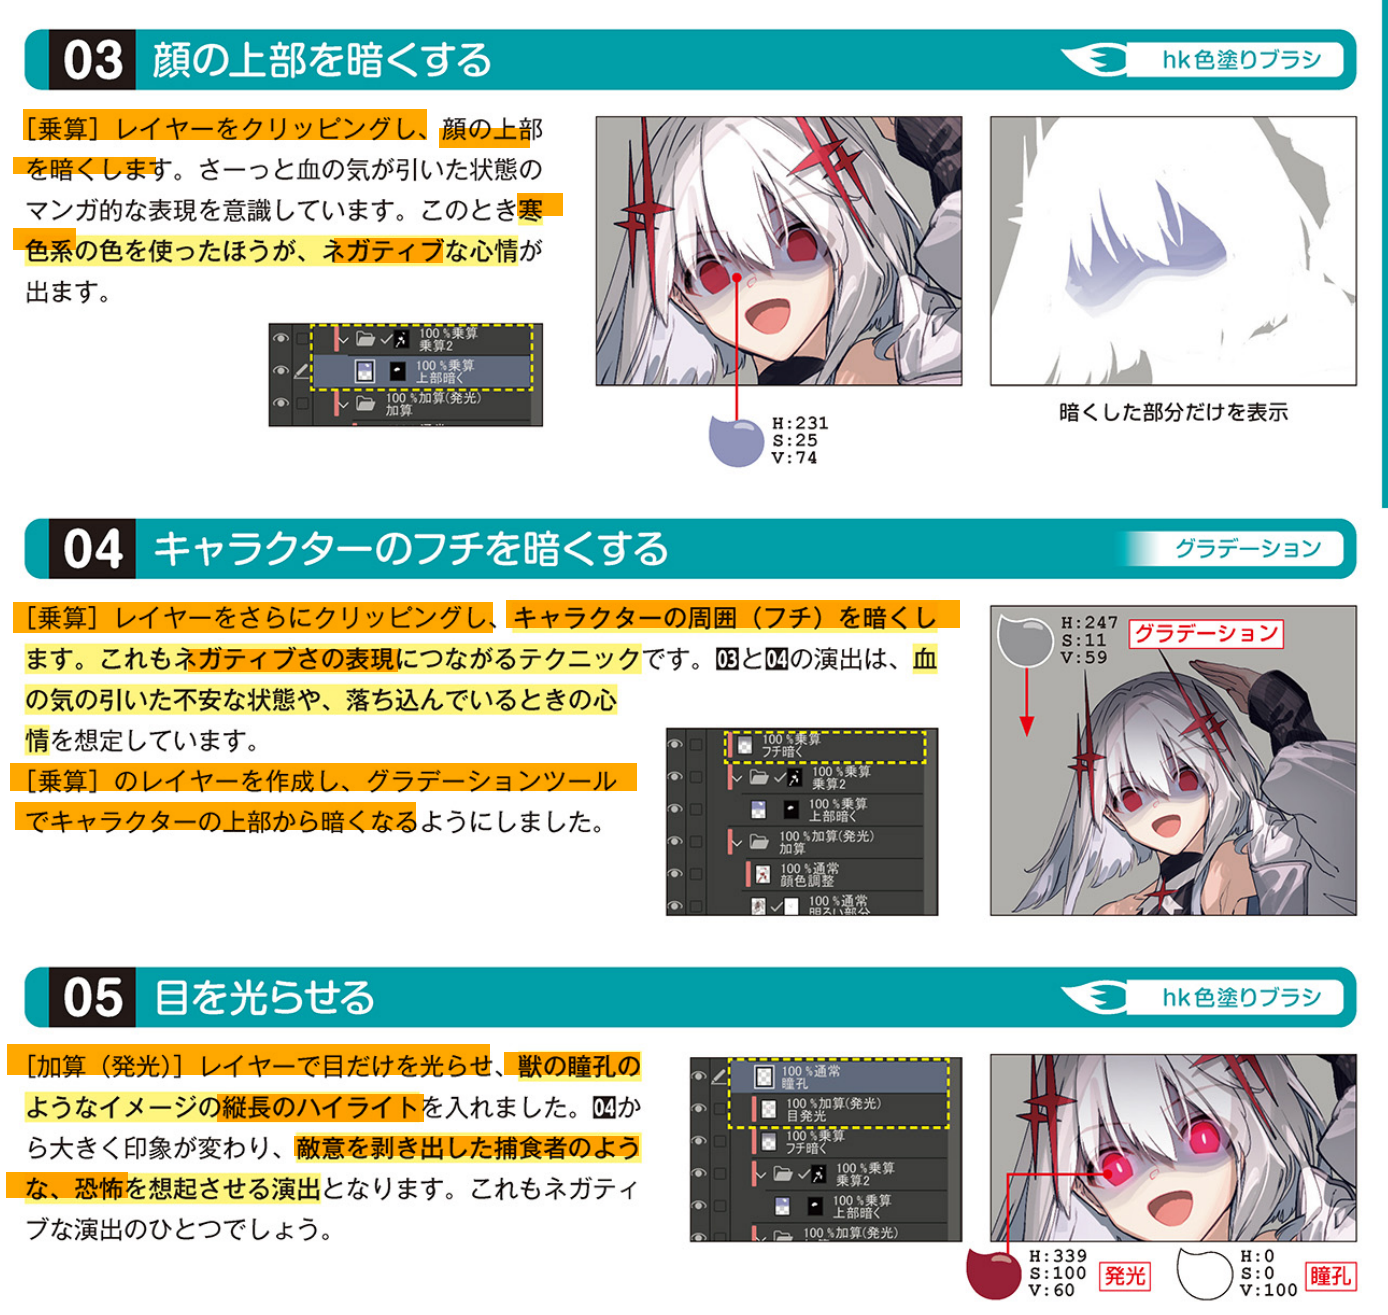 03 顔の上部を暗くする
hk色塗りブラシ
［乗算］レイヤーをクリッピングし、顔の上部
を暗くします。さーっと血の気が引いた状態の
マンガ的な表現を意識しています。このとき寒
色系の色を使ったほうが、ネガティブな心情が
出ます。
100 %乗算
乗算2
100 %乗算
上部暗く
100 %加算(発光)
加算
H:231
S:25
V:74
暗くした部分だけを表示
04 キャラクターのフチを暗くする
グラデーション
［乗算］レイヤーをさらにクリッピングし、キャラクターの周囲（フチ）を暗くし
ます。これもネガティブさの表現につながるテクニックです。03と04の演出は、血
の気の引いた不安な状態や、落ち込んでいるときの心
情を想定しています。
［乗算］のレイヤーを作成し、グラデーションツール
でキャラクターの上部から暗くなるようにしました。
100 %乗算
フチ暗く
100 %乗算
乗算2
100 %乗算
上部暗く
100 %加算(発光)
加算
100 %通常
顔色調整
100 %通常
明るい部分
H:247
S:11
V:59
グラデーション
05 目を光らせる
hk色塗りブラシ
［加算（発光）］レイヤーで目だけを光らせ、獣の瞳孔の
ようなイメージの縦長のハイライトを入れました。04か
ら大きく印象が変わり、敵意を剥き出した捕食者のよう
な、恐怖を想起させる演出となります。これもネガティ
ブな演出のひとつでしょう。
100 %通常
瞳孔
100 %加算(発光)
目発光
100 %乗算
フチ暗く
100 %乗算
乗算2
100 %乗算
上部暗く
100 %加算(発光)
H:339
S:100
V:60
発光
H:0
S:0
V:100
瞳孔